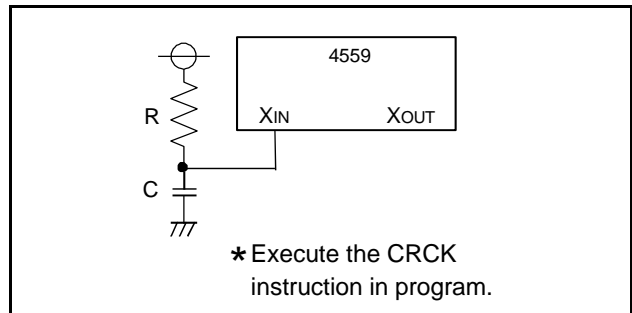 4559
R
XIN
XOUT
C
*Execute the CRCK
instruction in program.